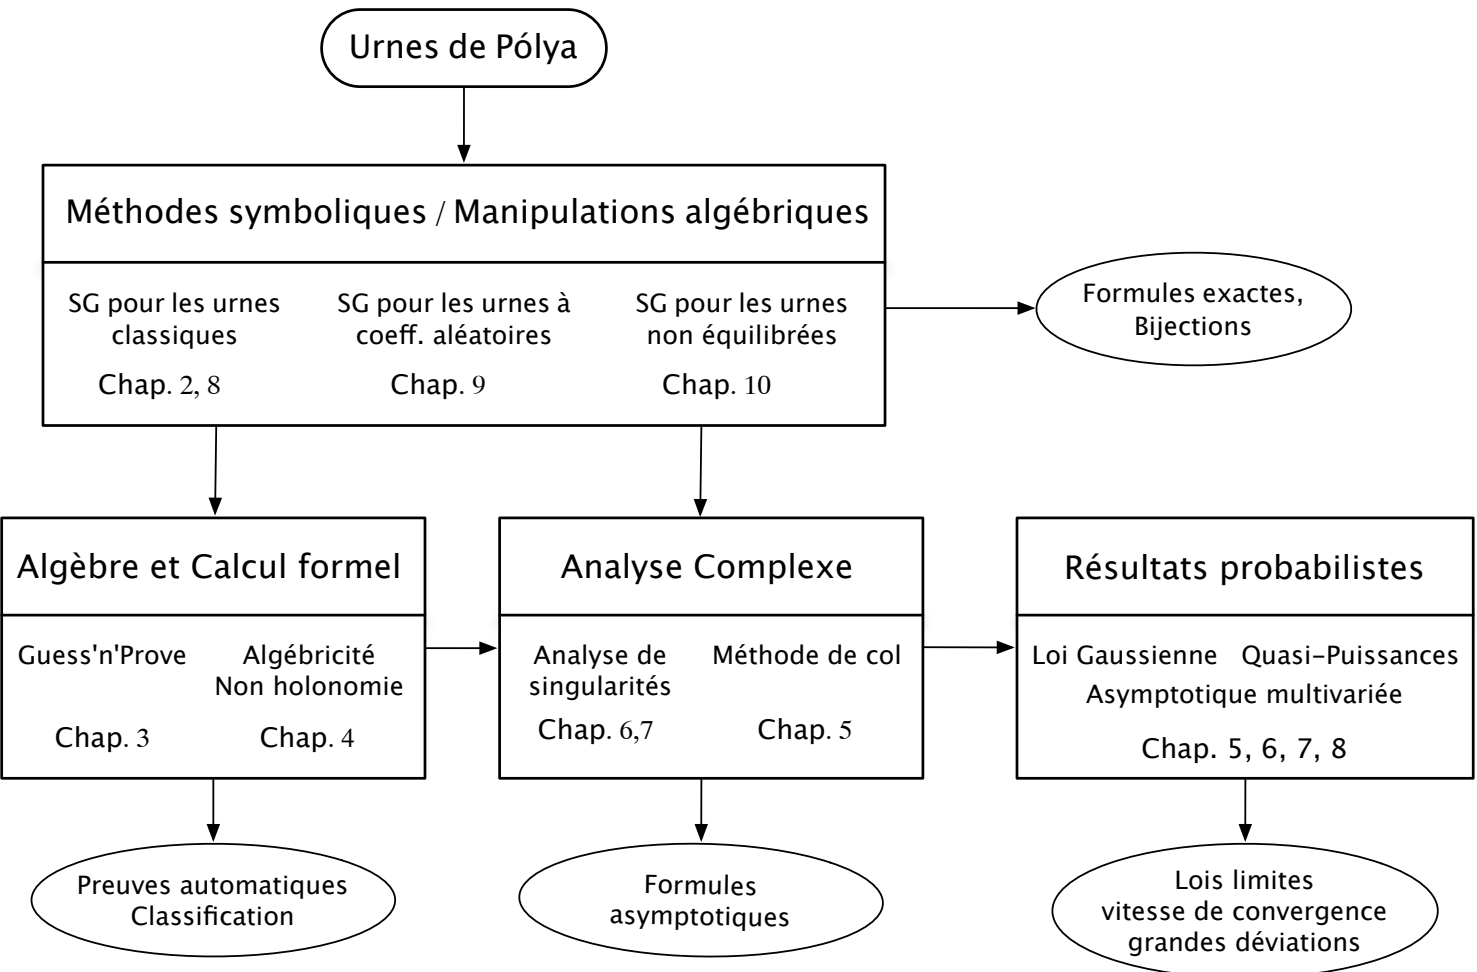 Urnes de Pólya
Méthodes symboliques / Manipulations algébriques
SG pour les urnes
classiques
Chap. 2, 8
SG pour les urnes à
coeff. aléatoires
Chap. 9
SG pour les urnes
non équilibrées
Chap. 10
Formules exactes,
Bijections
Algèbre et Calcul formel
Guess'n'Prove
Chap. 3
Algébricité
Non holonomie
Chap. 4
Analyse Complexe
Analyse de
singularités
Chap. 6,7
Méthode de col
Chap. 5
Résultats probabilistes
Loi Gaussienne Quasi-Puissances
Asymptotique multivariée
Chap. 5, 6, 7, 8
Preuves automatiques
Classification
Formules
asymptotiques
Lois limites
vitesse de convergence
grandes déviations